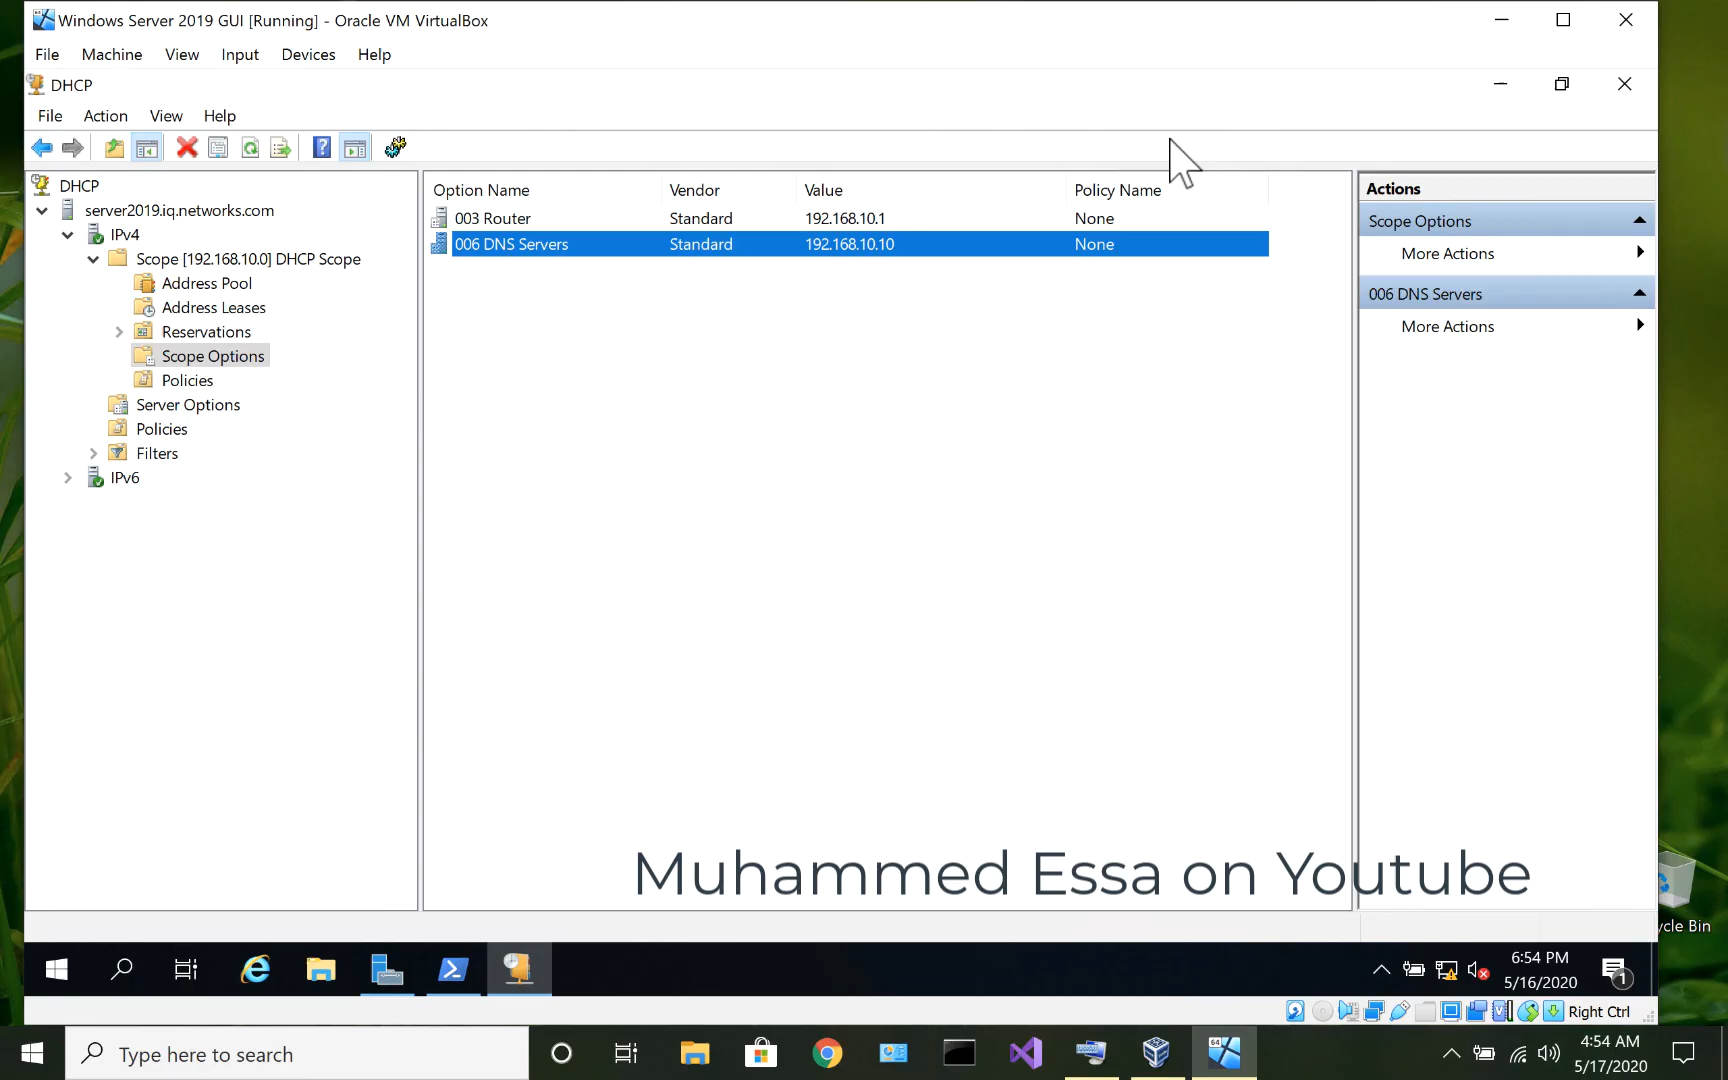 Windows Server 2019 GUI [Running] - Oracle VM VirtualBox
File Machine View Input Devices Help
DHCP
File Action View Help
DHCP
server2019.iq.networks.com
IPv4
Scope [192.168.10.0] DHCP Scope
Address Pool
Address Leases
Reservations
Scope Options
Policies
Server Options
Policies
Filters
IPv6
Option Name Vendor Value Policy Name
003 Router Standard 192.168.10.1 None
006 DNS Servers Standard 192.168.10.10 None
Actions
Scope Options
More Actions
006 DNS Servers
More Actions
Muhammed Essa on Youtube
ycle Bin
6:54 PM
5/16/2020
1
Right Ctrl
Type here to search
64
4:54 AM
5/17/2020